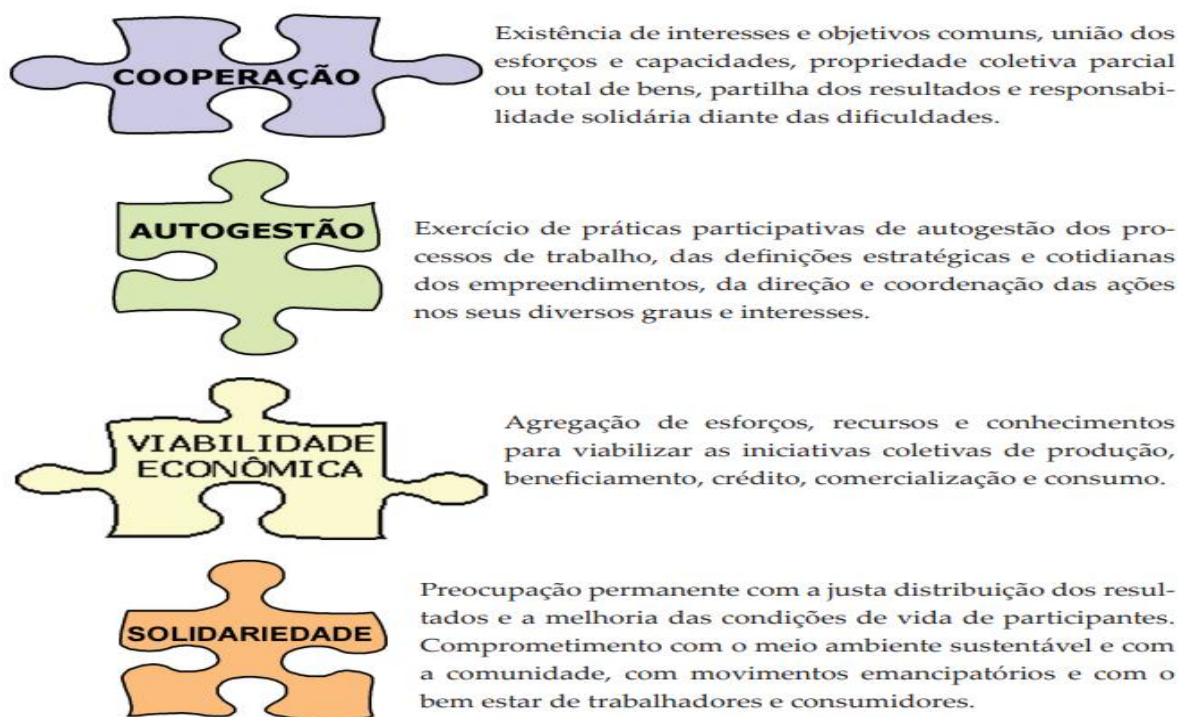 COOPERAÇÃO
Existência de interesses e objetivos comuns, união dos
esforços e capacidades, propriedade coletiva parcial
ou total de bens, partilha dos resultados e responsabi-
lidade solidária diante das dificuldades.
AUTOGESTÃO
Exercício de práticas participativas de autogestão dos pro-
cessos de trabalho, das definições estratégicas e cotidianas
dos empreendimentos, da direção e coordenação das ações
nos seus diversos graus e interesses.
VIABILIDADE
ECONÔMICA
Agregação de esforços, recursos e conhecimentos
para viabilizar as iniciativas coletivas de produção,
beneficiamento, crédito, comercialização e consumo.
SOLIDARIEDADE
Preocupação permanente com a justa distribuição dos resul-
tados e a melhoria das condições de vida de participantes.
Comprometimento com o meio ambiente sustentável e com
a comunidade, com movimentos emancipatórios e com o
bem estar de trabalhadores e consumidores.